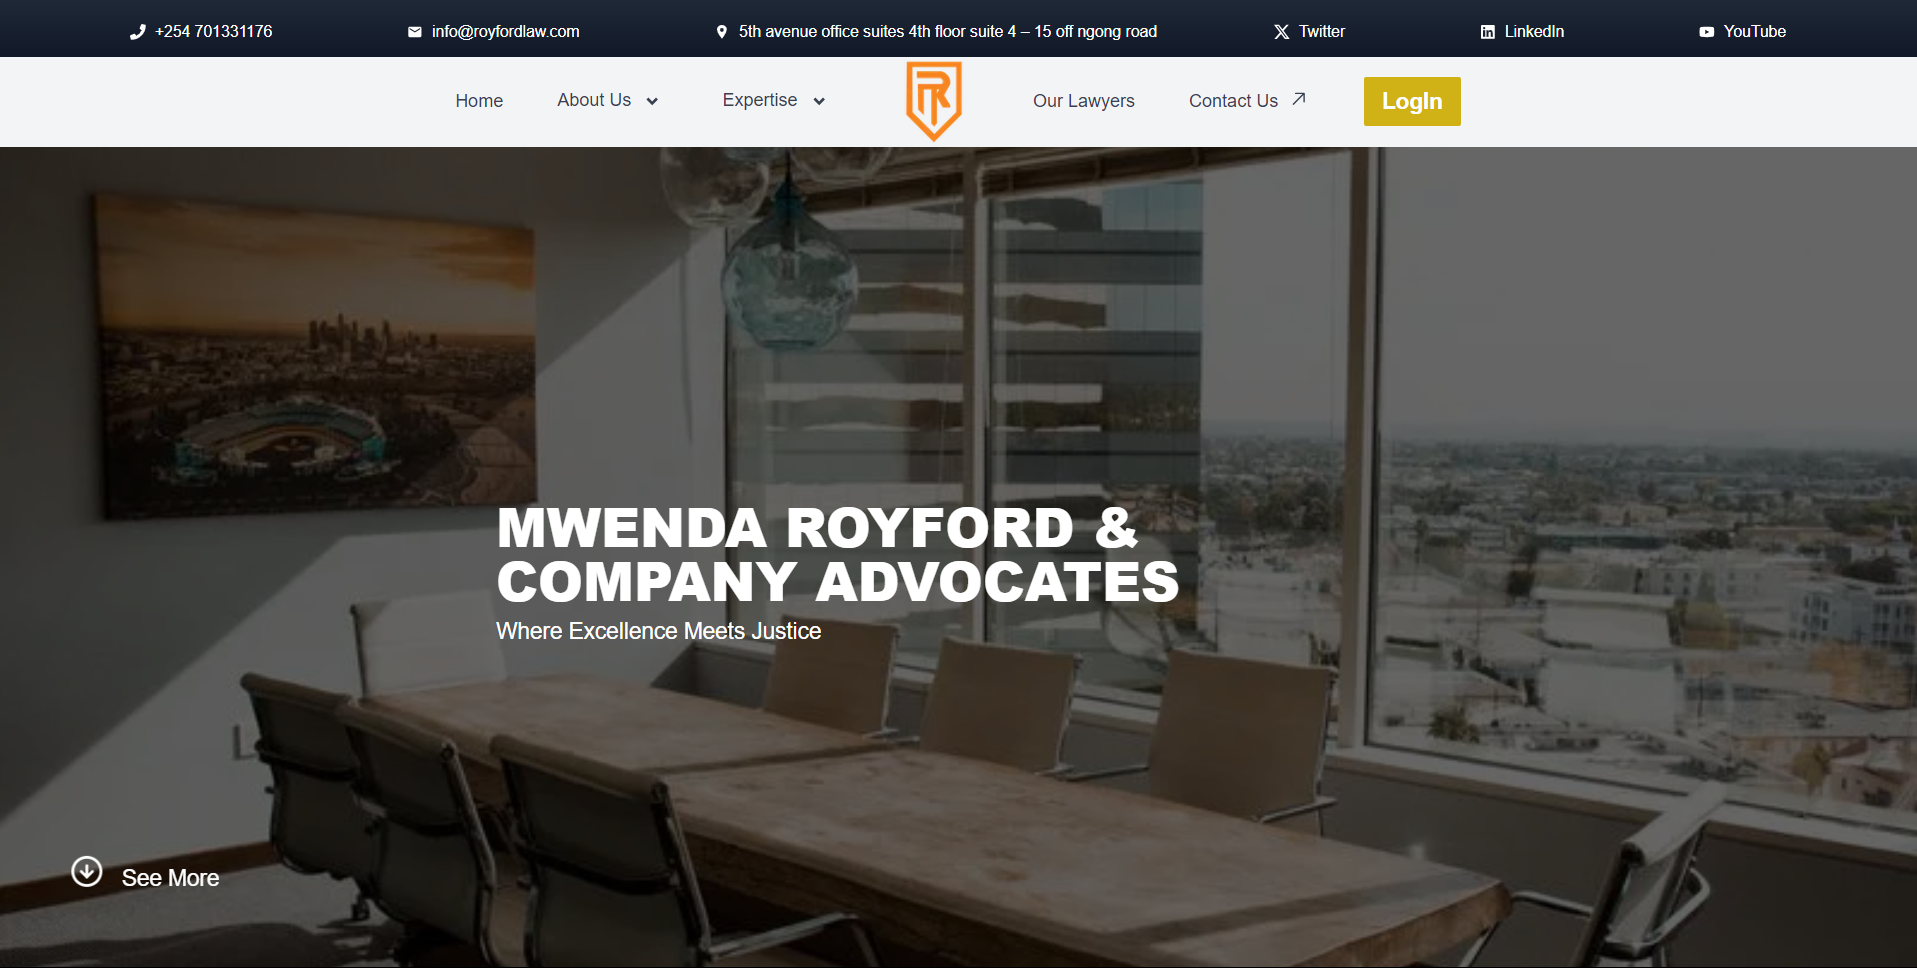 +254 701331176
info@royfordlaw.com
5th avenue office suites 4th floor suite 4 – 15 off ngong road
Twitter
LinkedIn
YouTube
Home
About Us
Expertise
Our Lawyers
Contact Us
LogIn
MWENDA ROYFORD &
COMPANY ADVOCATES
Where Excellence Meets Justice
See More